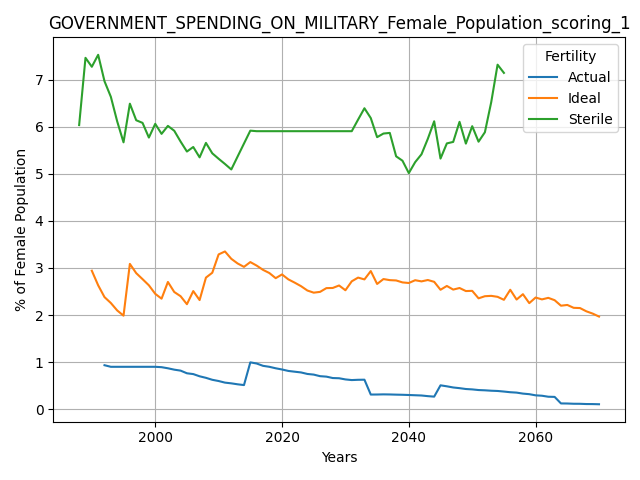 GOVERNMENT_SPENDING_ON_MILITARY_Female_Population_scoring_1
Fertility
Actual
Ideal
Sterile
% of Female Population
7
6
5
4
3
2
1
0
2000
2020
2040
2060
Years